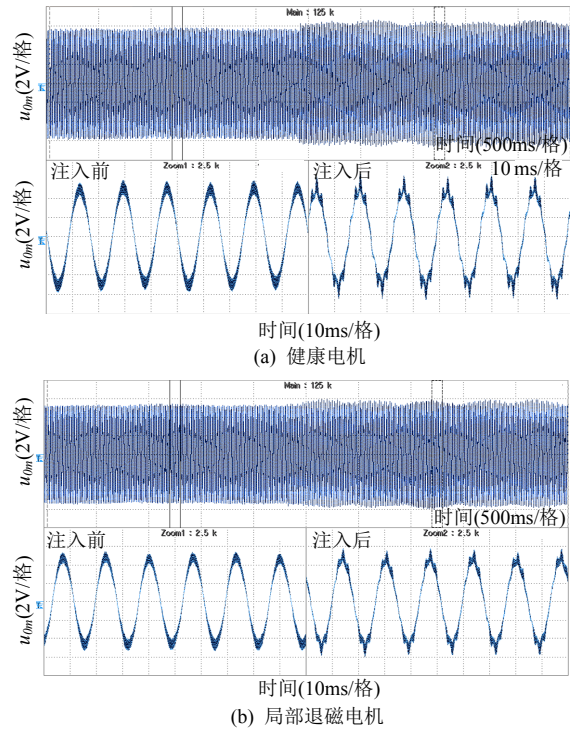 Main : 125 k
u0m(2V/格)
时间(500ms/格)
10 ms/格
注入前
Zoom1 : 2.5 k
注入后
Zoom2 : 2.5 k
u0m(2V/格)
时间(10ms/格)
(a) 健康电机
Main : 125 k
u0m(2V/格)
时间(500ms/格)
注入前
Zoom1 : 2.5 k
注入后
Zoom2 : 2.5 k
u0m(2V/格)
时间(10ms/格)
(b) 局部退磁电机